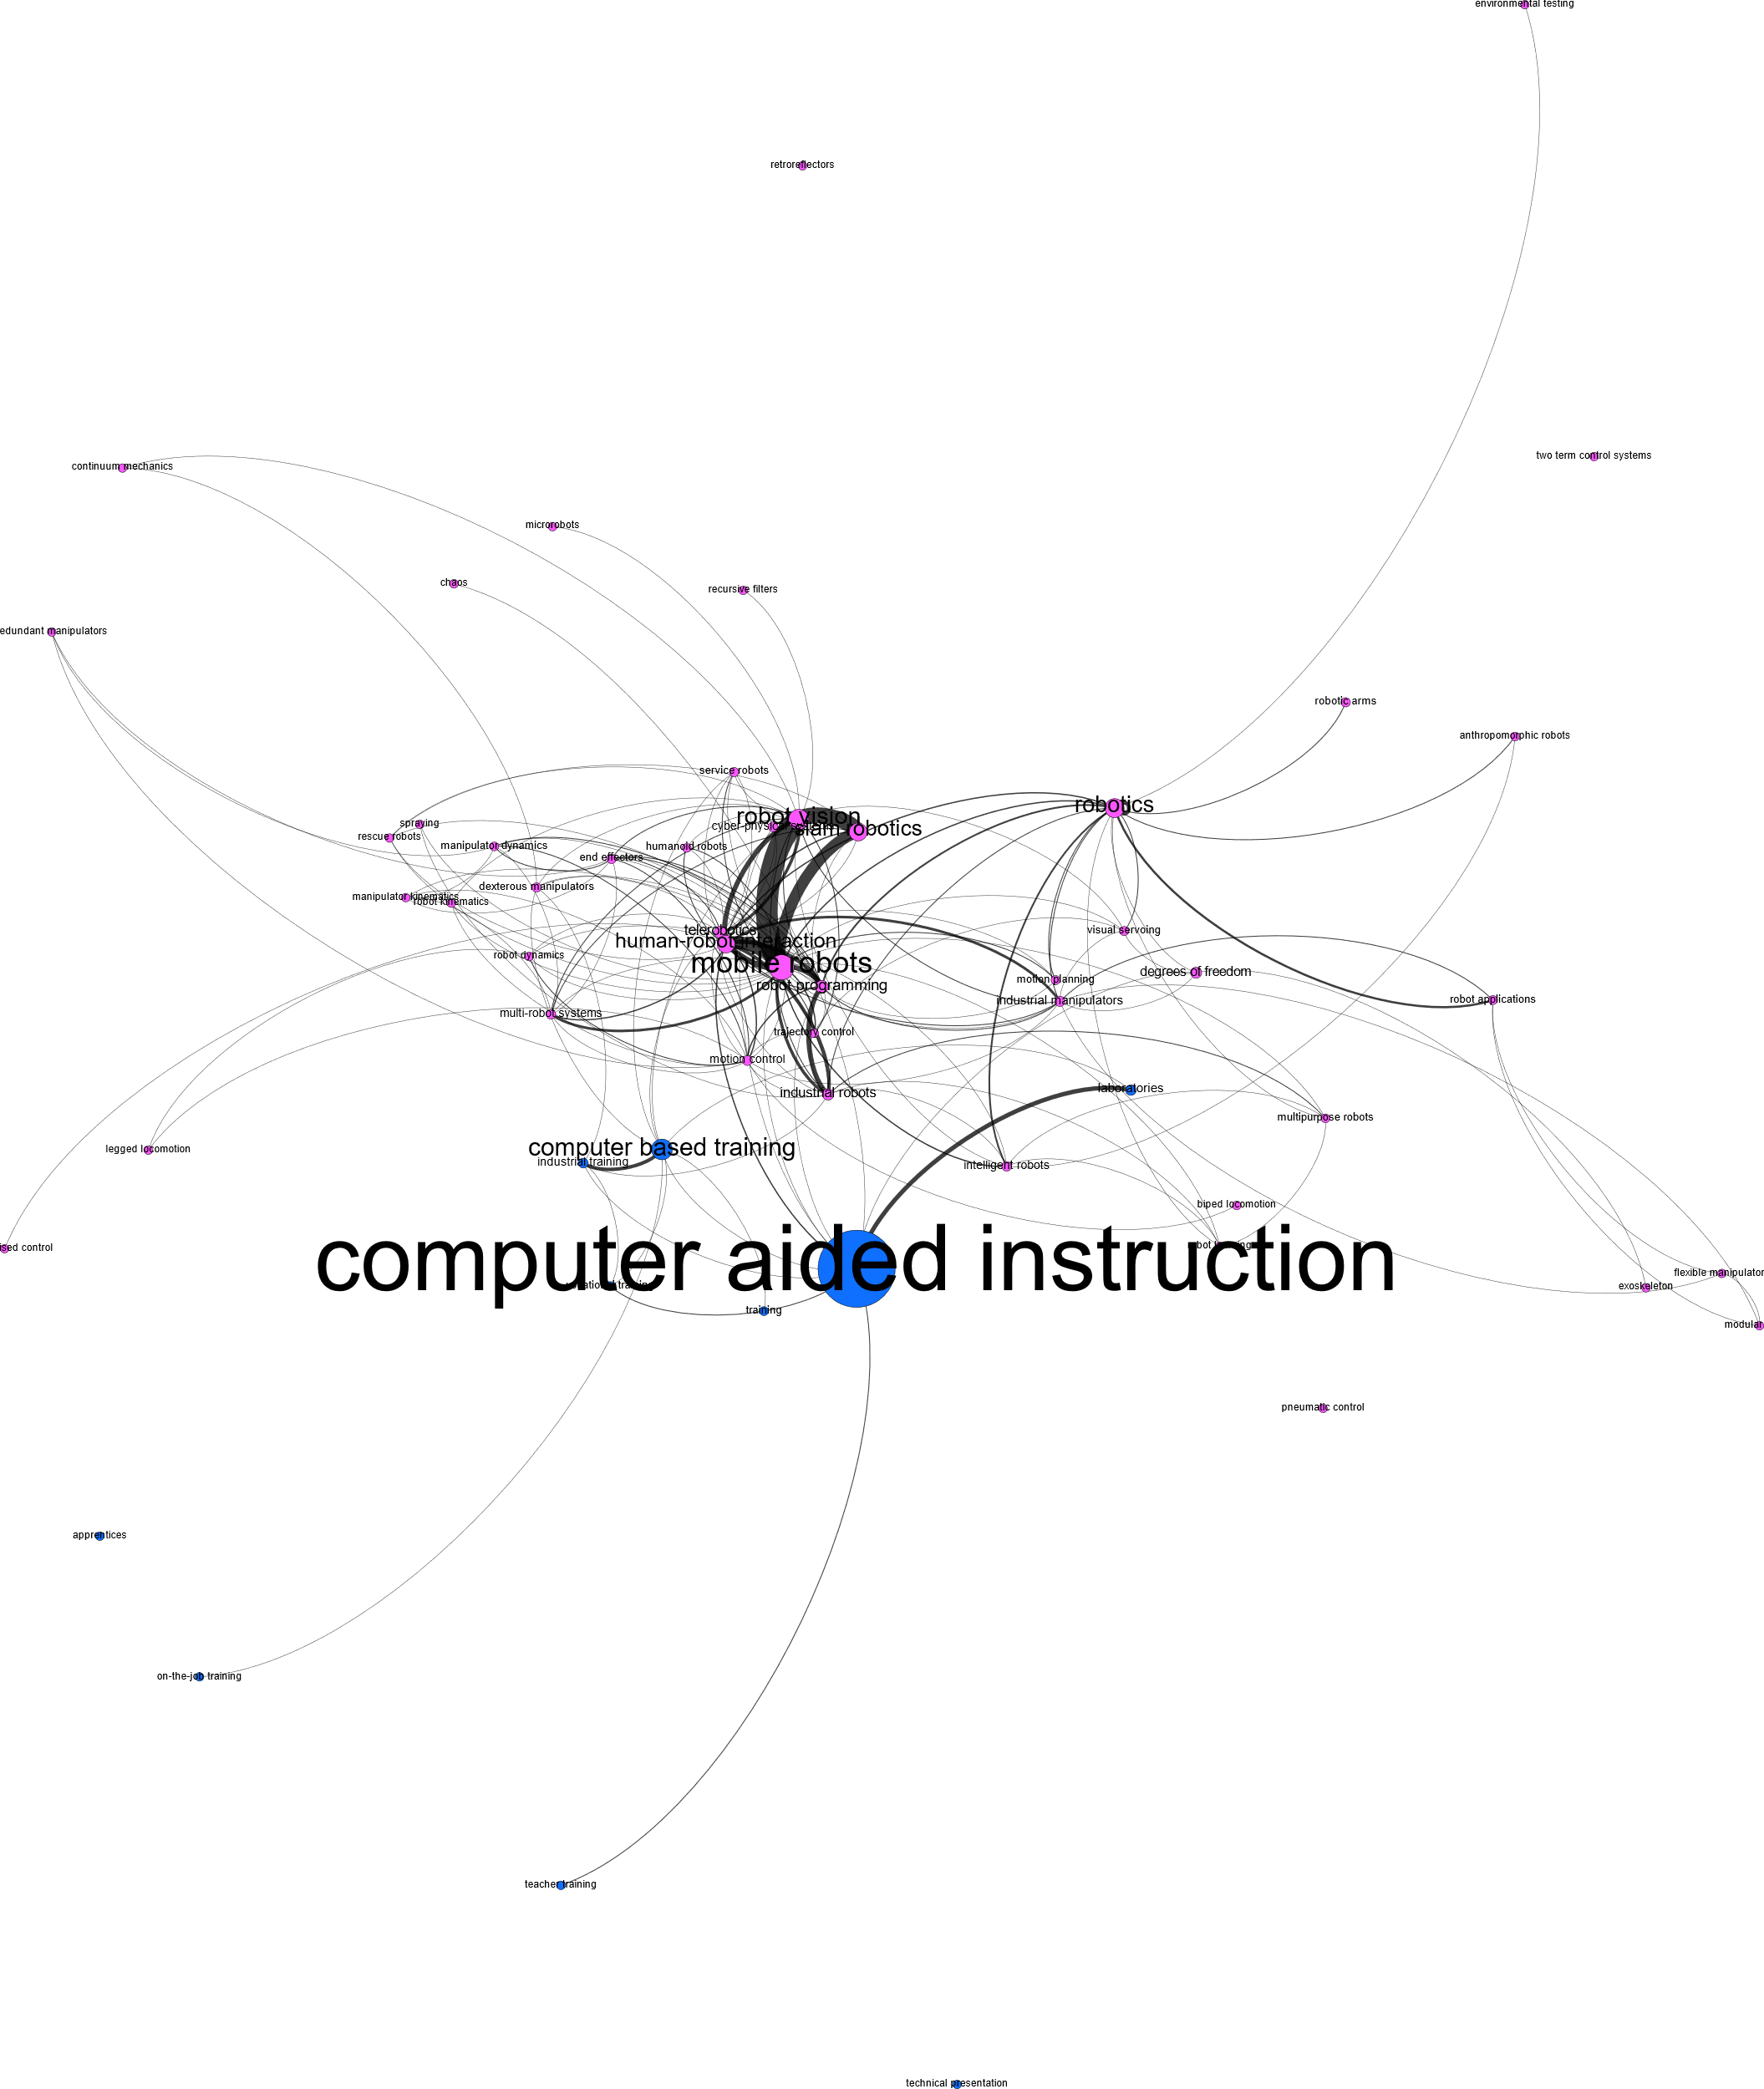 environmental testing
retroreflectors
two term control systems
continuum mechanics
microrobots
chaos
recursive filters
edundant manipulators
robotic arms
anthropomorphic robots
service robots
robotics
robot vision
spraying
cyber-physical
slam robotics
rescue robots
manipulator dynamics
humanoid robots
end effectors
dexterous manipulators
manipulator kinematics
robot kinematics
telerobotics
visual servoing
human-robot interaction
robot dynamics
mobile robots
degrees of freedom
motion planning
robot programming
industrial manipulators
robot applications
multi-robot systems
trajectory control
motion control
laboratories
industrial robots
multipurpose robots
computer based training
legged locomotion
industrial training
intelligent robots
biped locomotion
ised control
robot
computer aided instruction
flexible manipulator
training
exoskeleton
training
modular
pneumatic control
apprentices
on-the-job training
teacher training
technical presentation